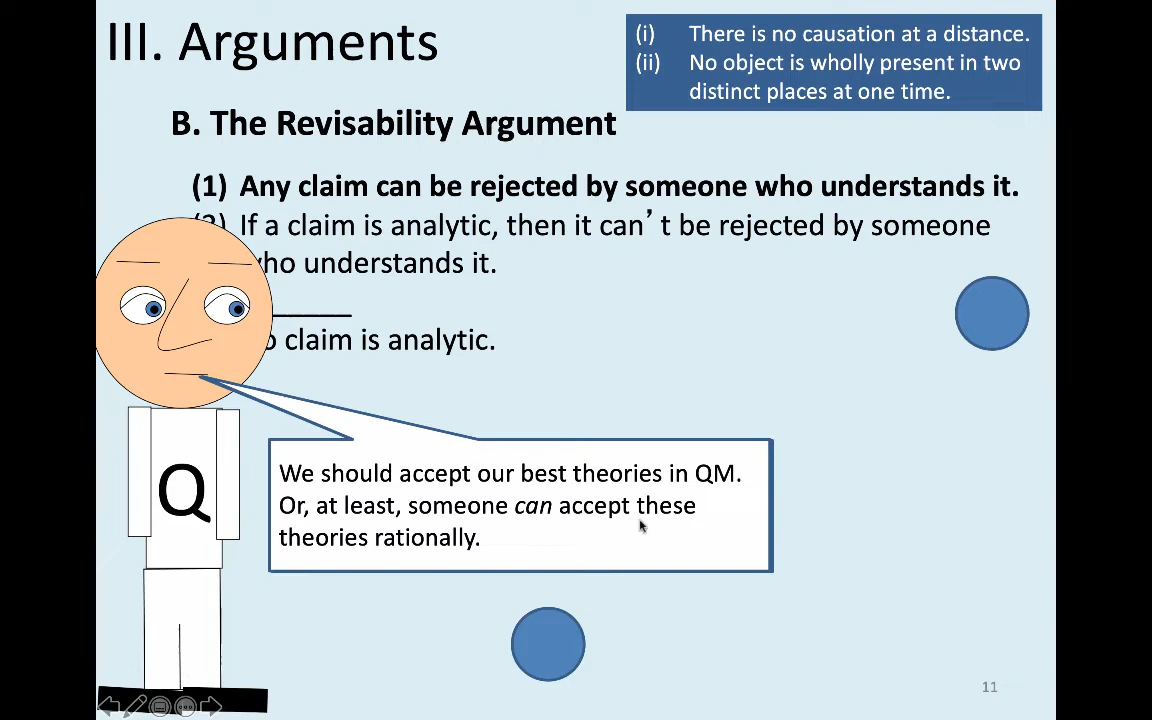 III. Arguments
(i) There is no causation at a distance.
(ii) No object is wholly present in two
distinct places at one time.
B. The Revisability Argument
(1) Any claim can be rejected by someone who understands it.
(2) If a claim is analytic, then it can’t be rejected by someone
who understands it.
claim is analytic.
Q
We should accept our best theories in QM.
Or, at least, someone can accept these
theories rationally.
11